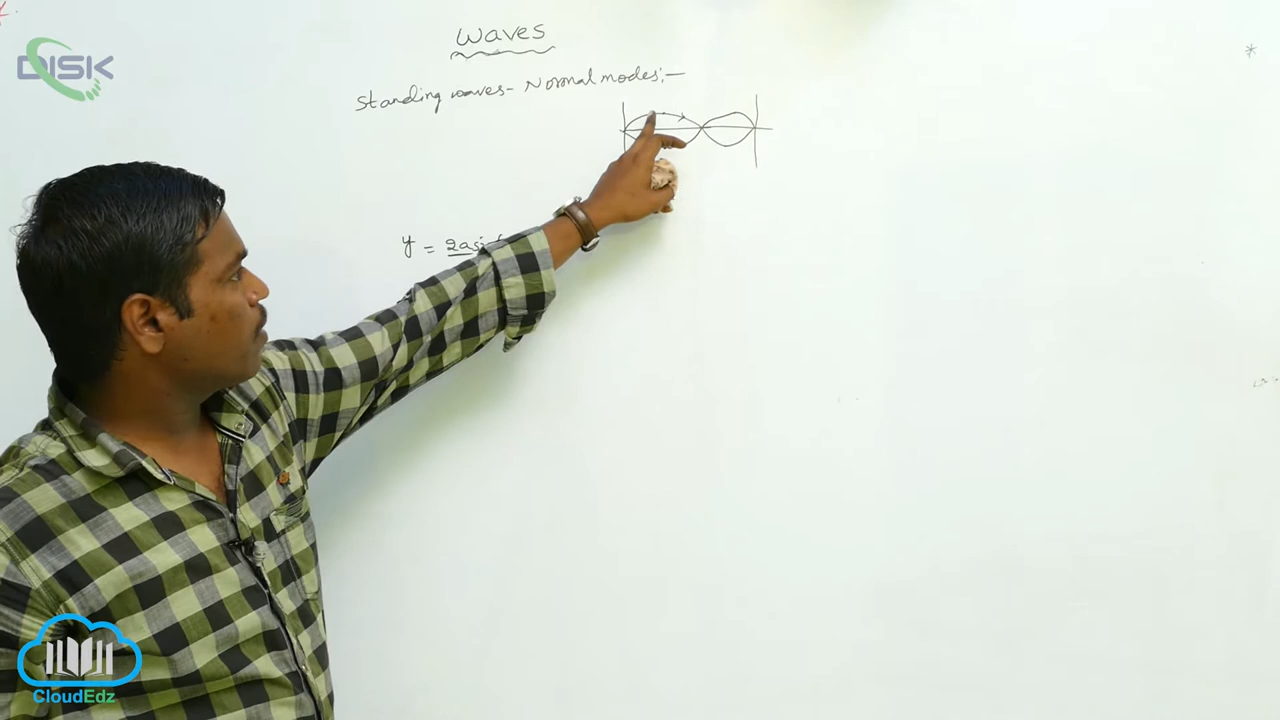 Waves
DISK
Standing waves - Normal modes:-
y = 2a
CloudEdz